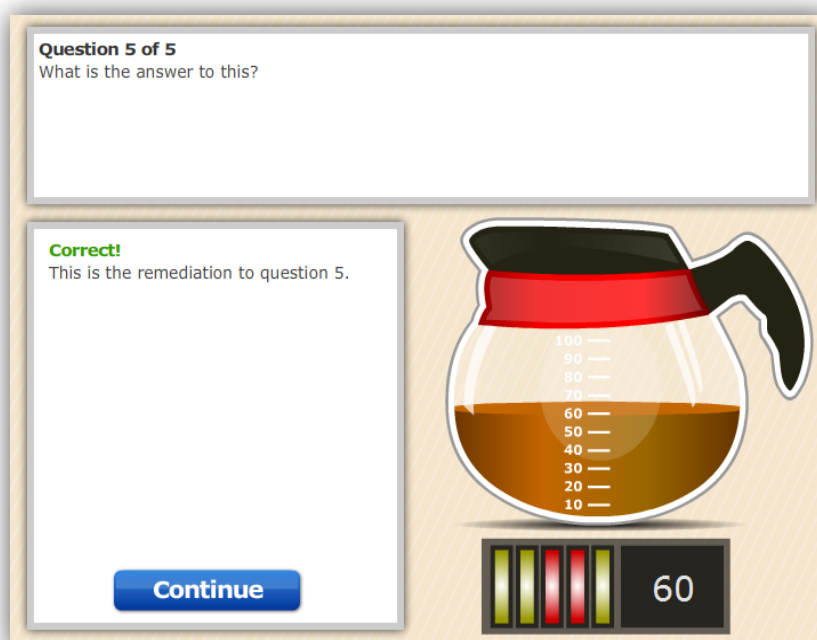 Question 5 of 5
What is the answer to this?
Correct!
This is the remediation to question 5.
Continue
100
90
80
70
60
50
40
30
20
10
60